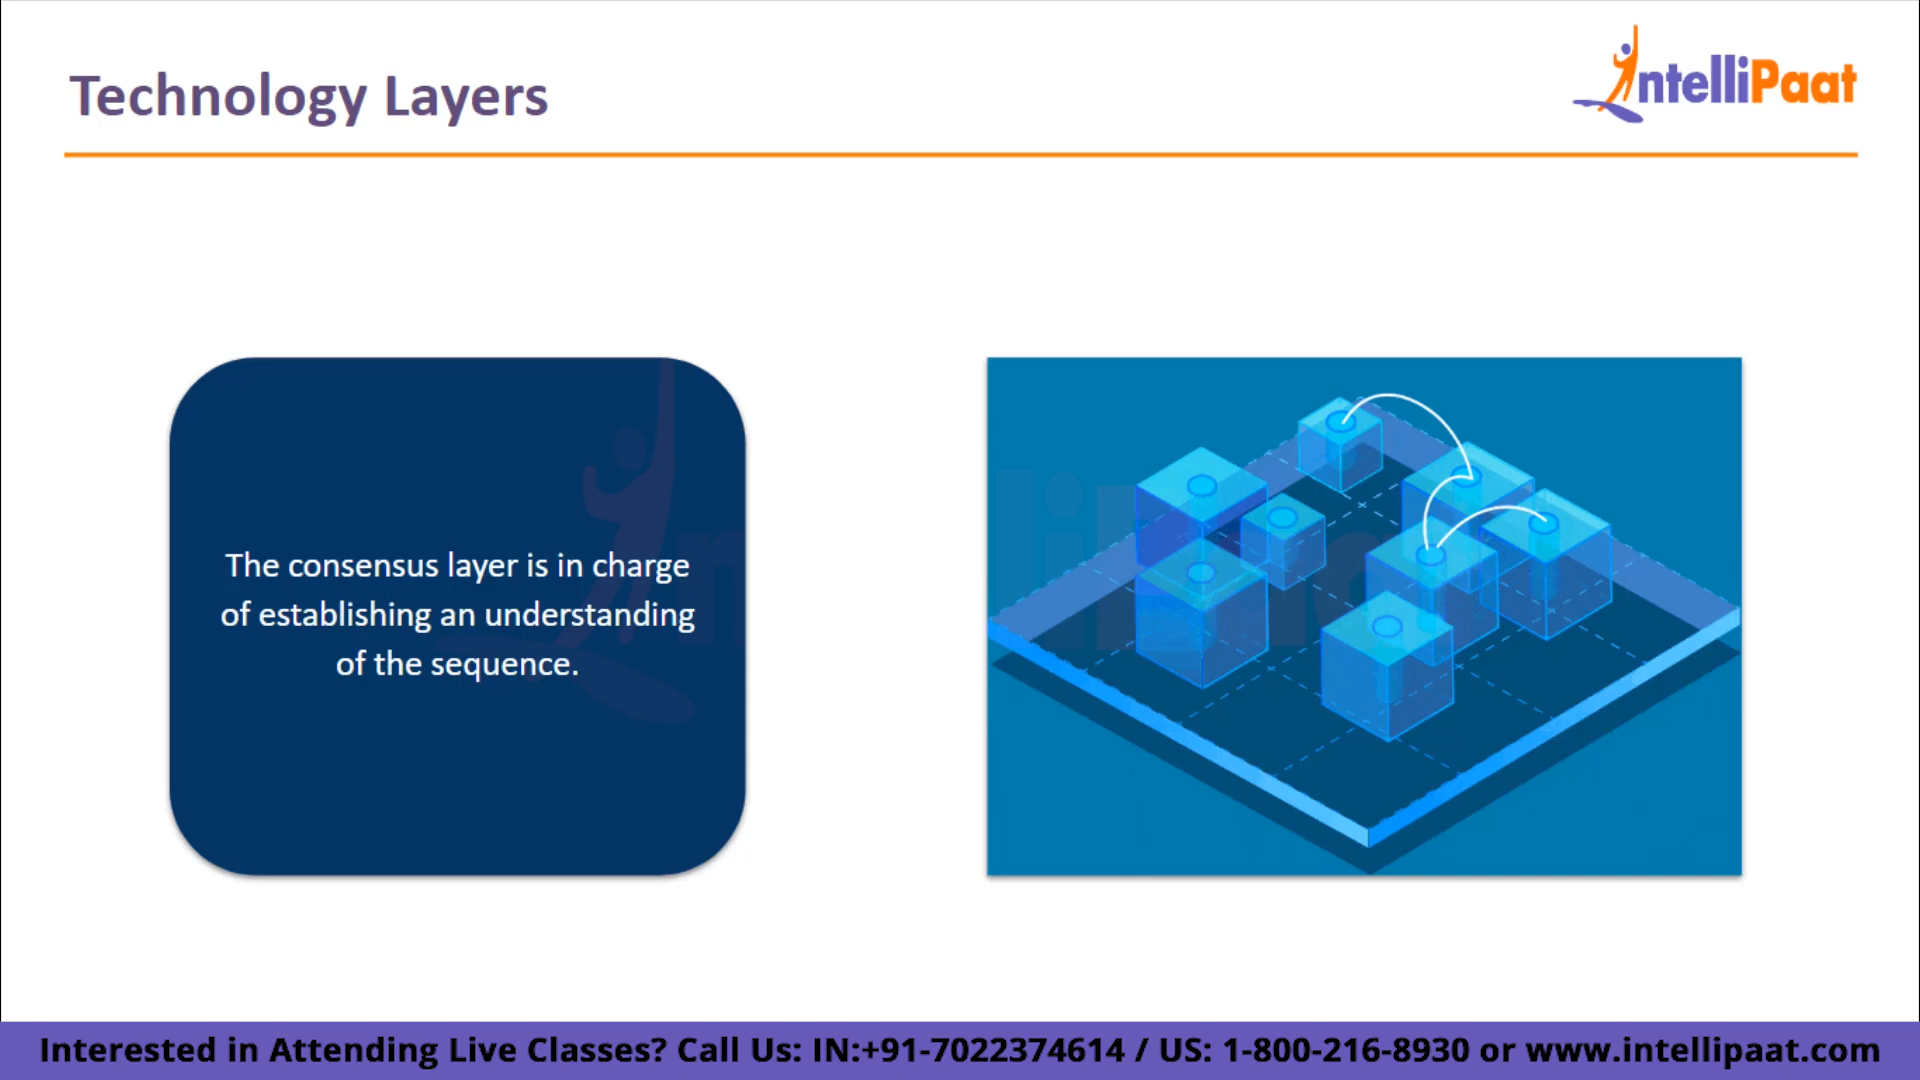 Technology Layers
IntelliPaat
The consensus layer is in charge
of establishing an understanding
of the sequence.
Interested in Attending Live Classes? Call Us: IN:+91-7022374614 / US: 1-800-216-8930 or www.intellipaat.com